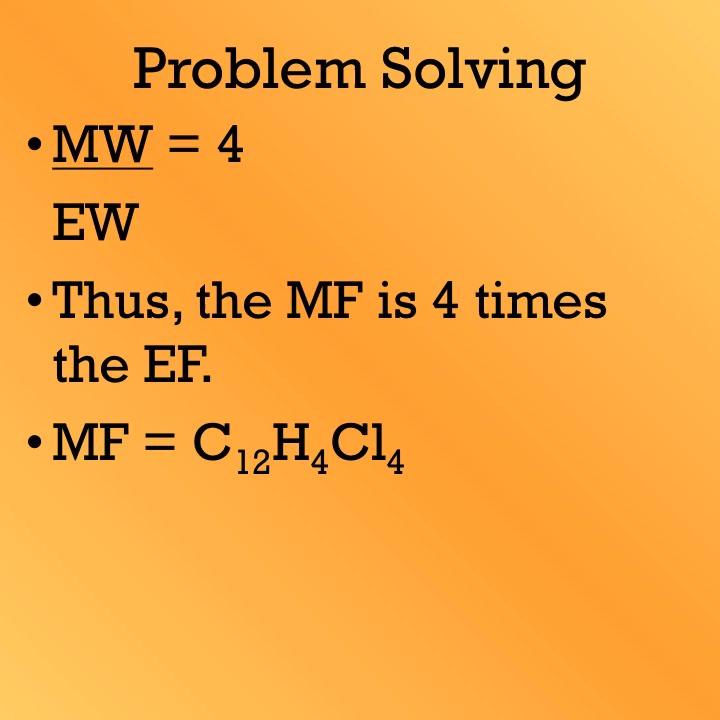 Problem Solving
• MW = 4
EW
• Thus, the MF is 4 times
the EF.
• MF = C₁₂H₄Cl₄